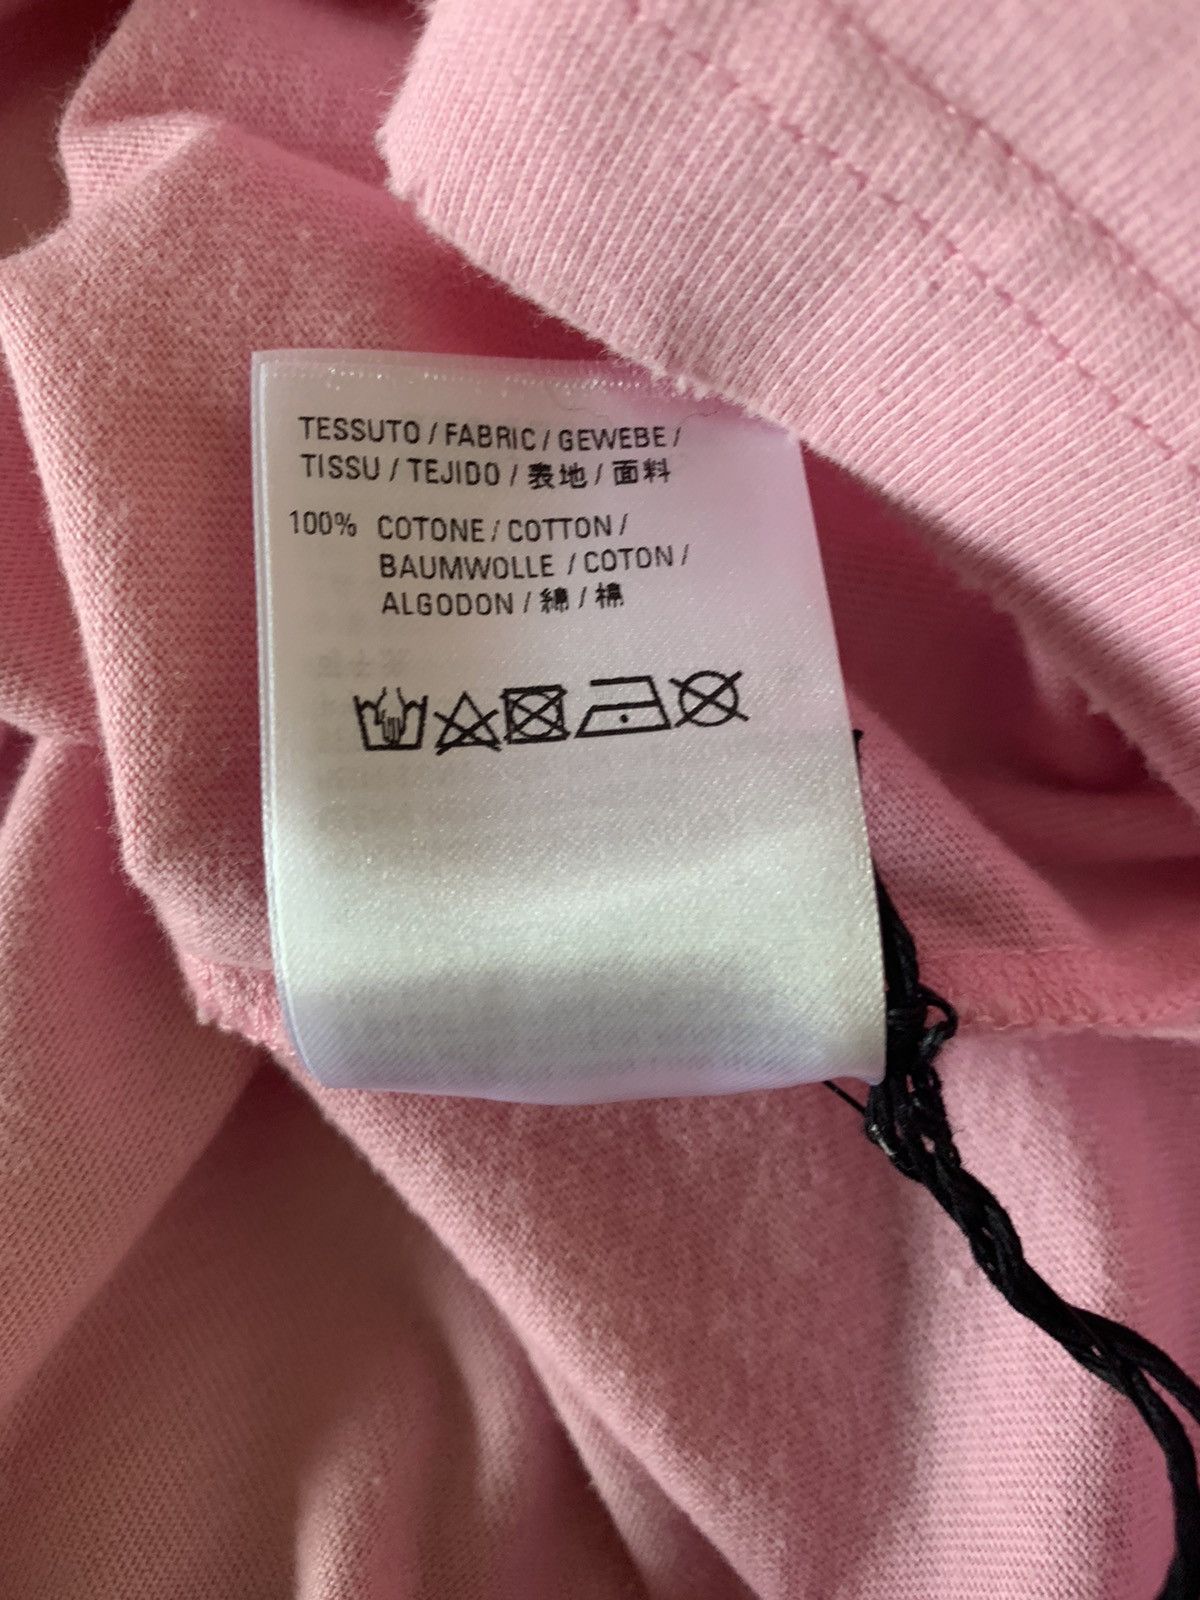 TESSUTO / FABRIC / GEWEBE /
TISSU / TEJIDO / 表地 / 面料
100% COTONE / COTTON /
BAUMWOLLE / COTON /
ALGODON / 綿 / 棉